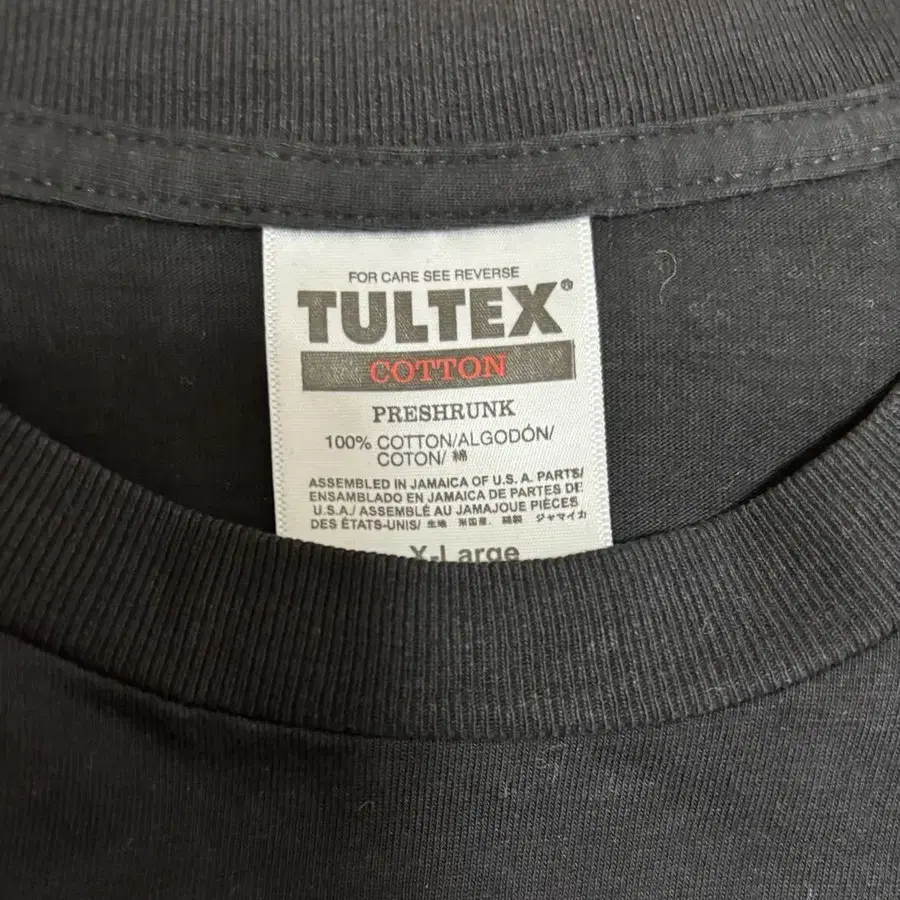 FOR CARE SEE REVERSE
TULTEX®
COTTON
PRESHRUNK
100% COTTON/ALGODÓN/
COTON/ 綿
ASSEMBLED IN JAMAICA OF U.S.A. PARTS/
ENSAMBLADO EN JAMAICA DE PARTES DE
U.S.A./ ASSEMBLÉ AU JAMAJOUE PIÈCES
DES ÉTATS-UNIS/ 生地 米国産. 縫製 ジャマイカ
X-Large